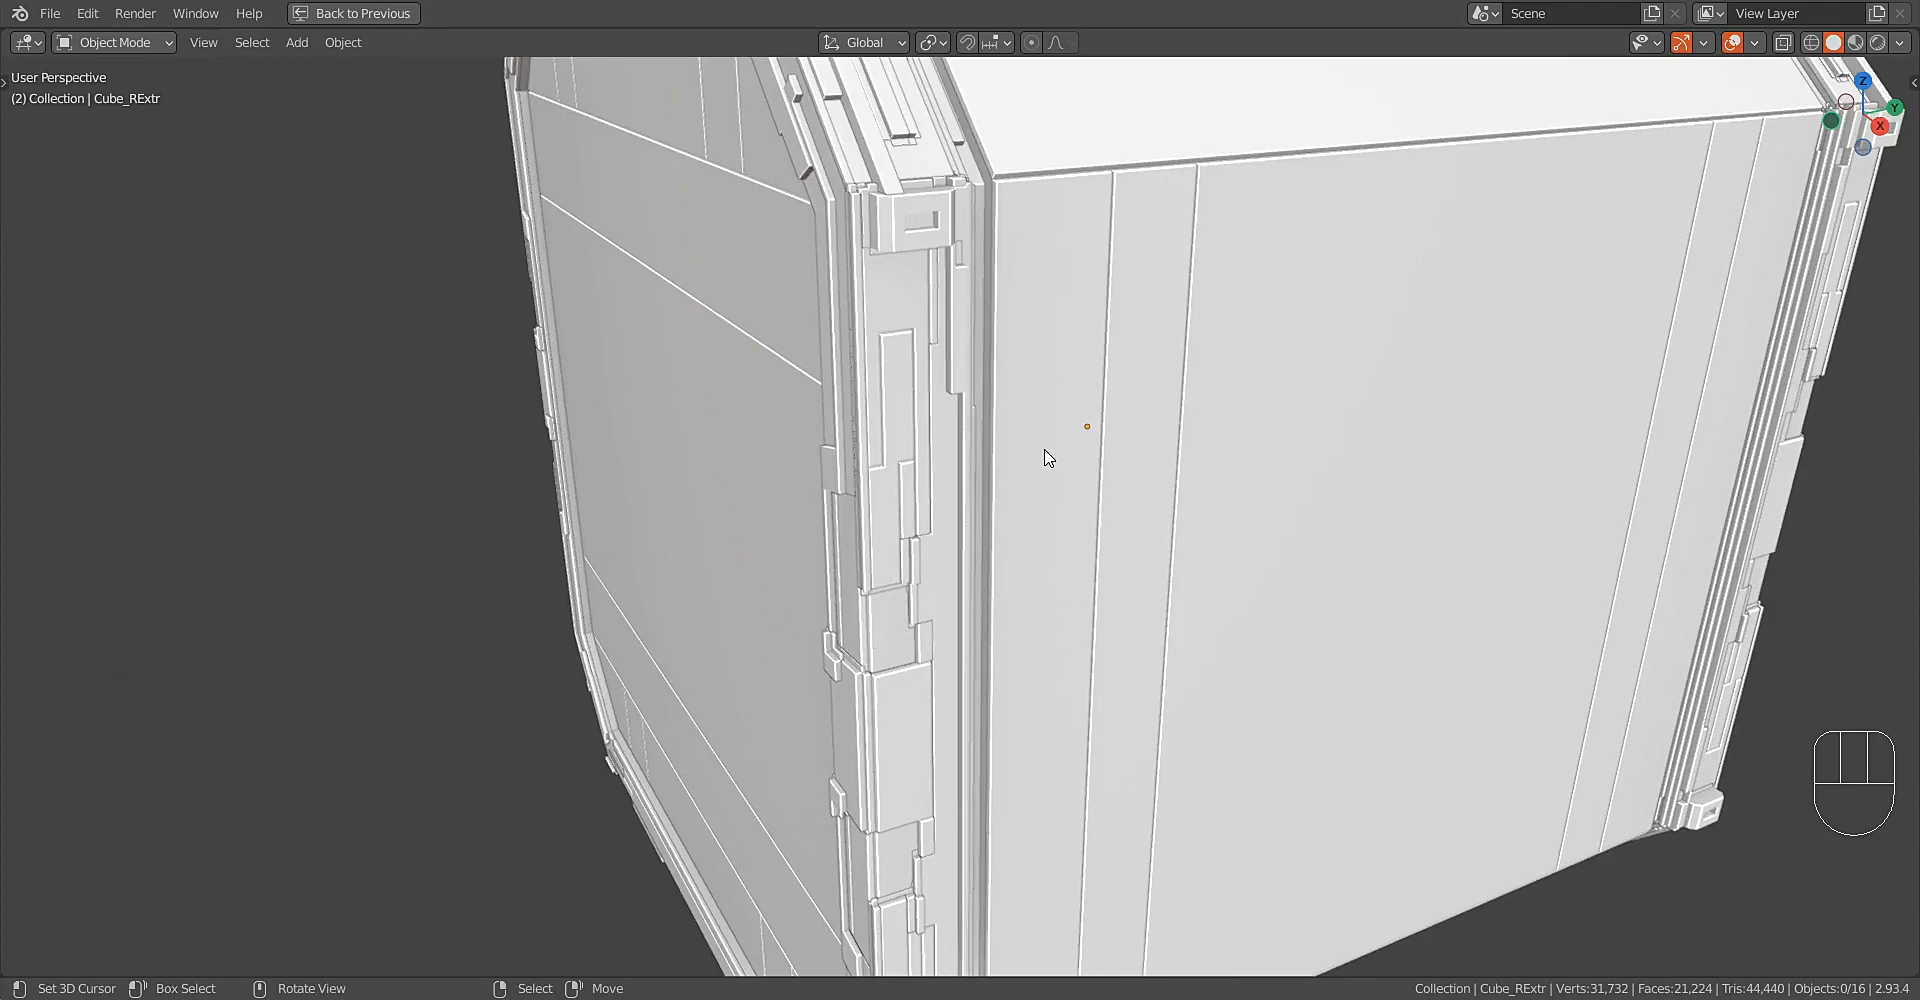 File Edit Render Window Help Back to Previous Scene View Layer
Object Mode View Select Add Object Global
User Perspective
(2) Collection | Cube_RExtr
Z
Y
X
Set 3D Cursor Box Select Rotate View Select Move Collection | Cube_RExtr | Verts:31,732 | Faces:21,224 | Tris:44,440 | Objects:0/16 | 2.93.4